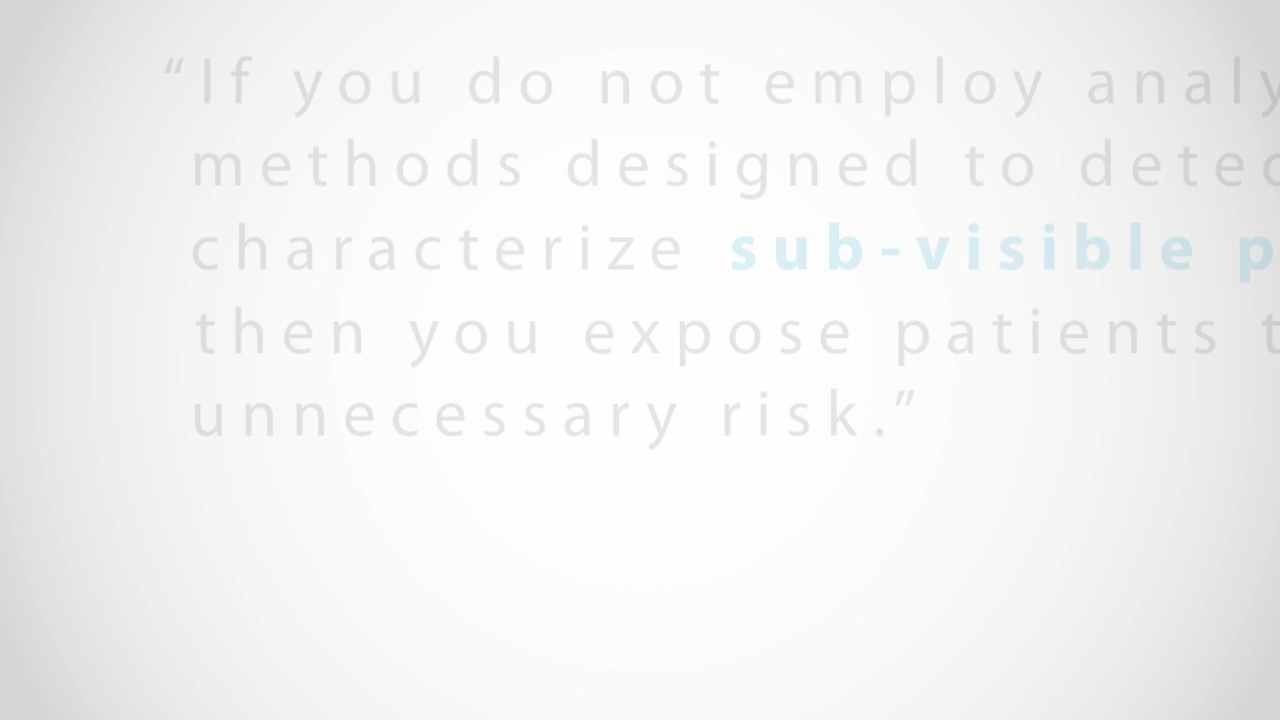 “If you do not employ analy
methods designed to detec
characterize sub-visible p
then you expose patients t
unnecessary risk.”